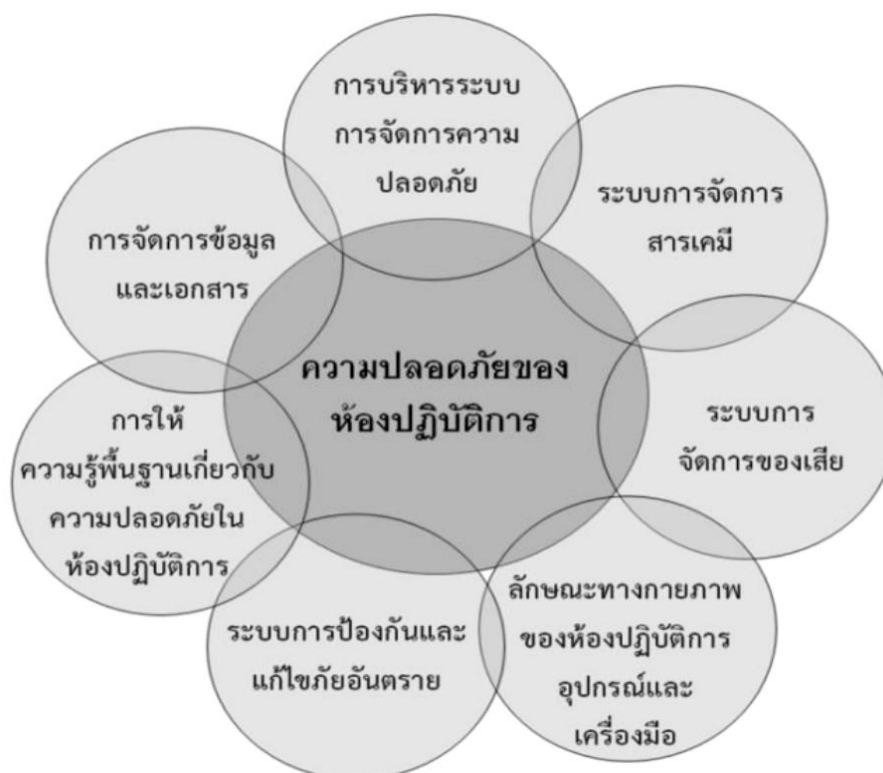 การบริหารระบบ
การจัดการความ
ปลอดภัย
ระบบการจัดการ
สารเคมี
ระบบการ
จัดการของเสีย
ลักษณะทางกายภาพ
ของห้องปฏิบัติการ
อุปกรณ์และ
เครื่องมือ
ระบบการป้องกันและ
แก้ไขภัยอันตราย
การให้
ความรู้พื้นฐานเกี่ยวกับ
ความปลอดภัยใน
ห้องปฏิบัติการ
การจัดการข้อมูล
และเอกสาร
ความปลอดภัยของ
ห้องปฏิบัติการ